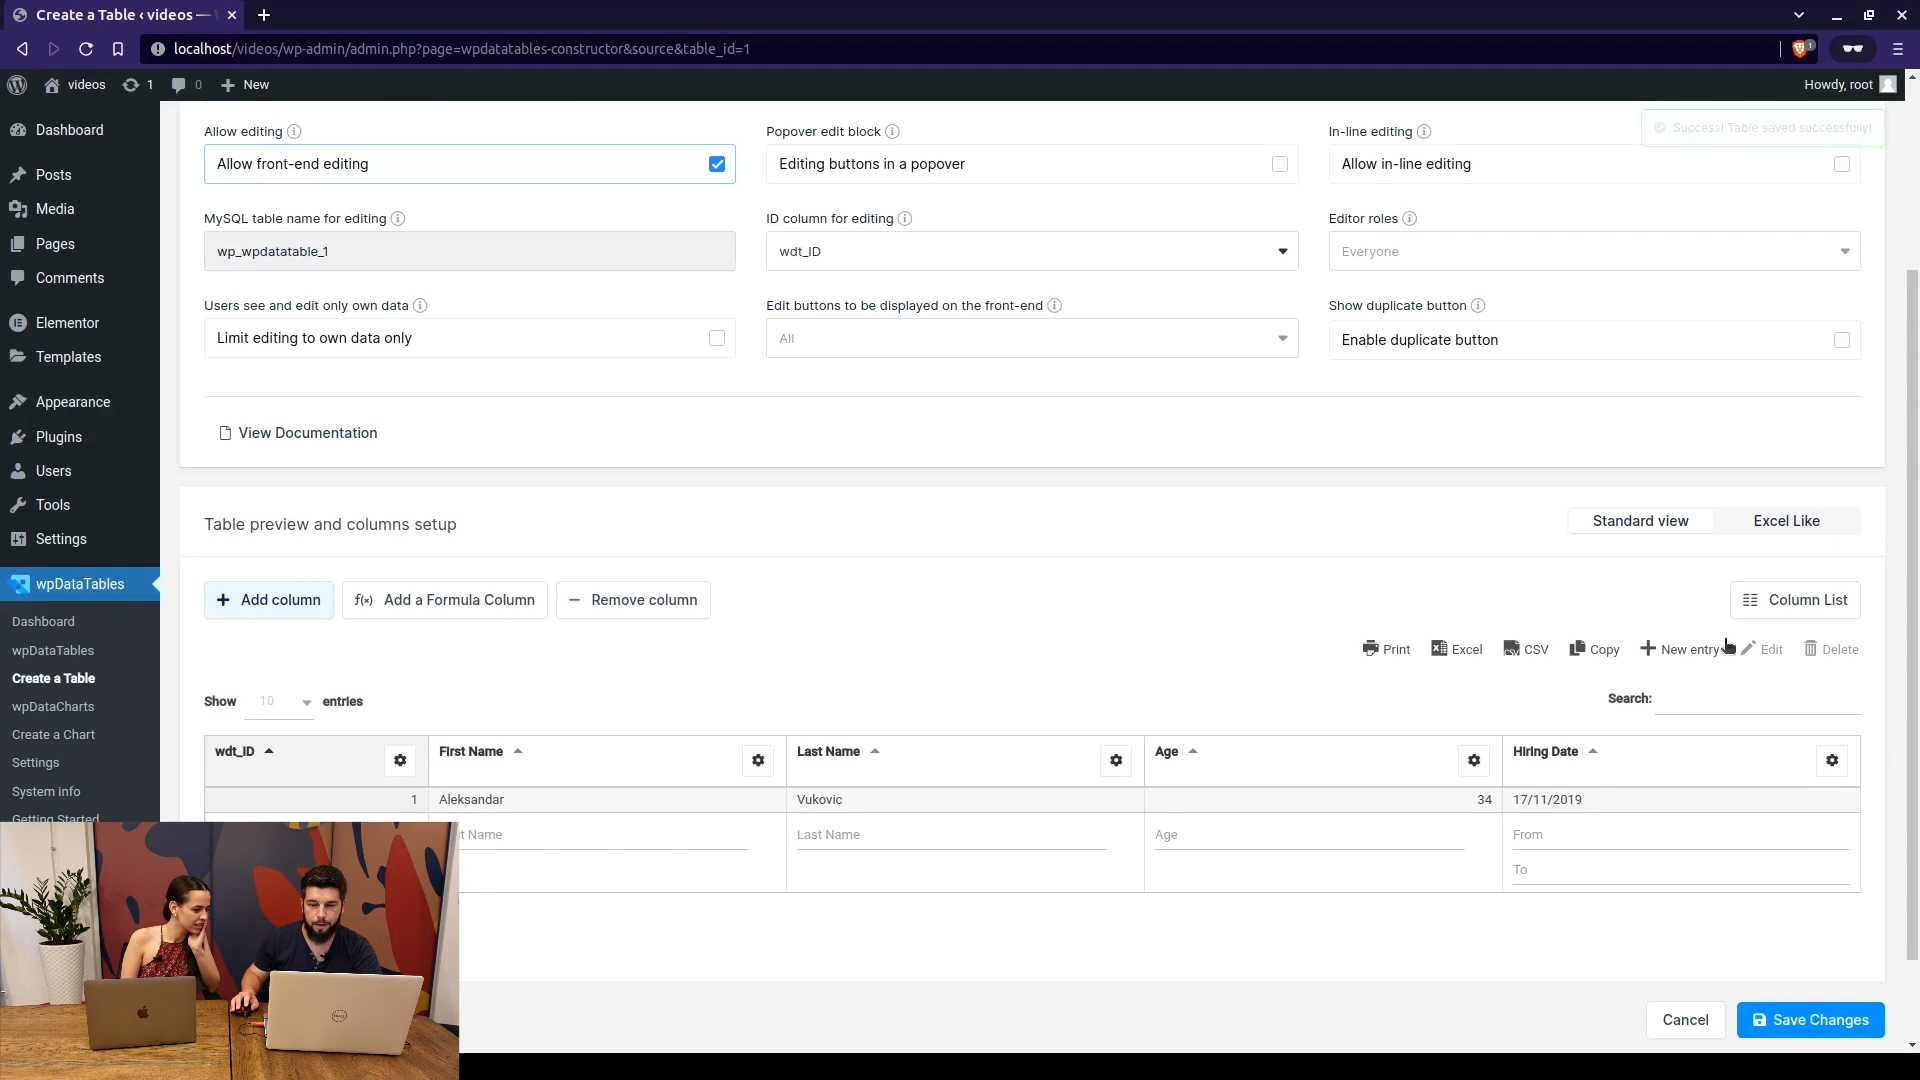 Create a Table ‹ videos —
localhost/videos/wp-admin/admin.php?page=wpdatatables-constructor&source&table_id=1
1
videos 1 0 New Howdy, root
Dashboard
Posts
Media
Pages
Comments
Elementor
Templates
Appearance
Plugins
Users
Tools
Settings
wpDataTables
Dashboard
wpDataTables
Create a Table
wpDataCharts
Create a Chart
Settings
System info
Getting Started
Success! Table saved successfully!
Allow editing Popover edit block In-line editing
Allow front-end editing Editing buttons in a popover Allow in-line editing
MySQL table name for editing ID column for editing Editor roles
wp_wpdatatable_1 wdt_ID Everyone
Users see and edit only own data Edit buttons to be displayed on the front-end Show duplicate button
Limit editing to own data only All Enable duplicate button
View Documentation
Table preview and columns setup Standard view Excel Like
+ Add column f(x) Add a Formula Column − Remove column Column List
Print Excel CSV Copy New entry Edit Delete
Show 10 entries Search:
wdt_ID First Name Last Name Age Hiring Date
1 Aleksandar Vukovic 34 17/11/2019
Name Last Name Age From
To
Cancel Save Changes
DELL